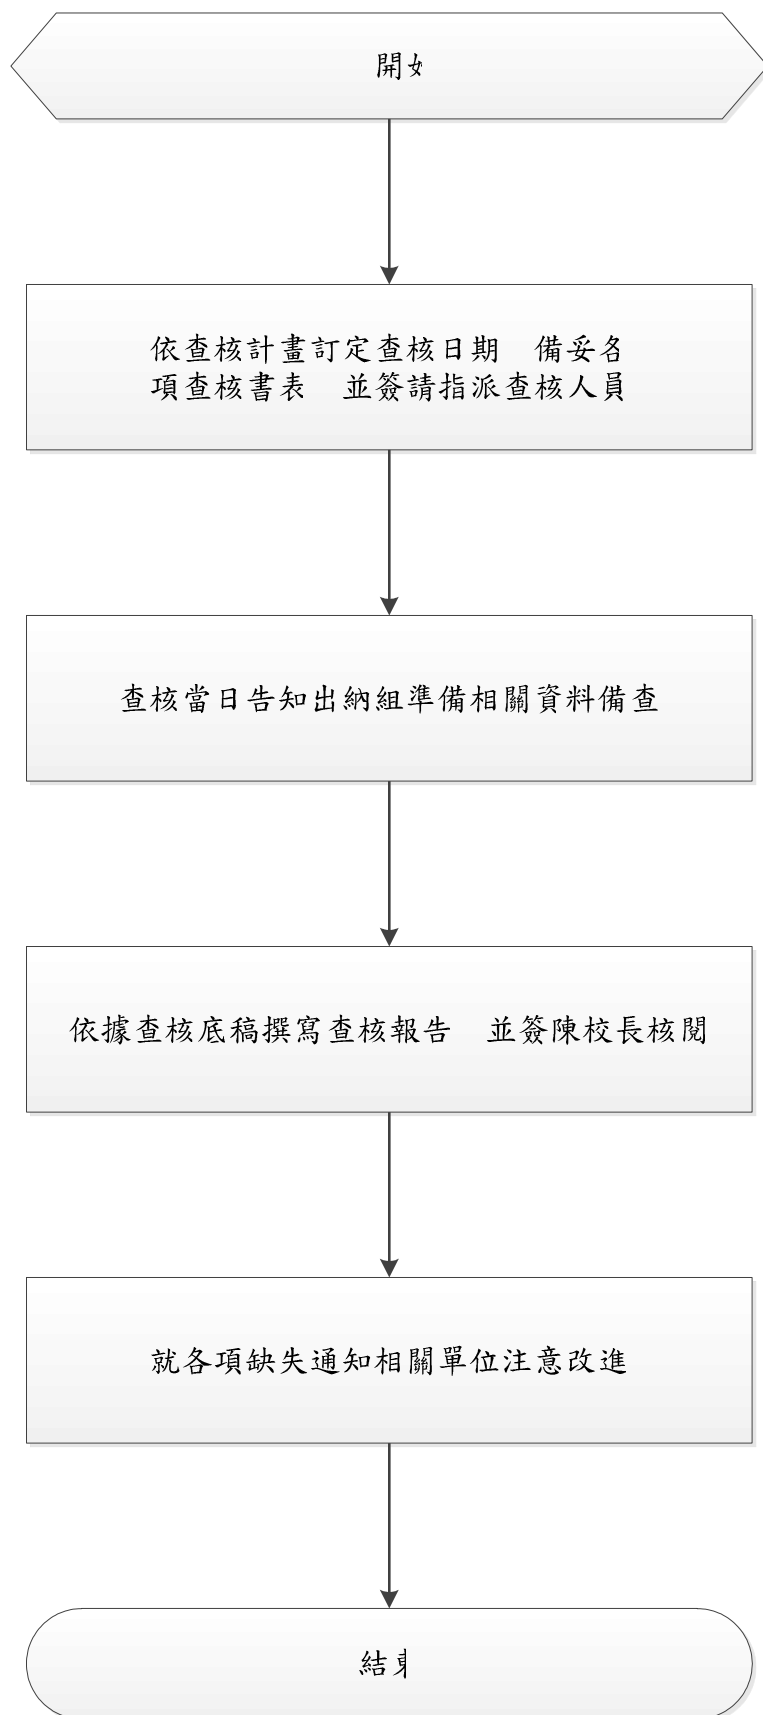 開始
依查核計畫訂定查核日期　備妥各
項查核書表　並簽請指派查核人員
查核當日告知出納組準備相關資料備查
依據查核底稿撰寫查核報告　並簽陳校長核閱
就各項缺失通知相關單位注意改進
結束